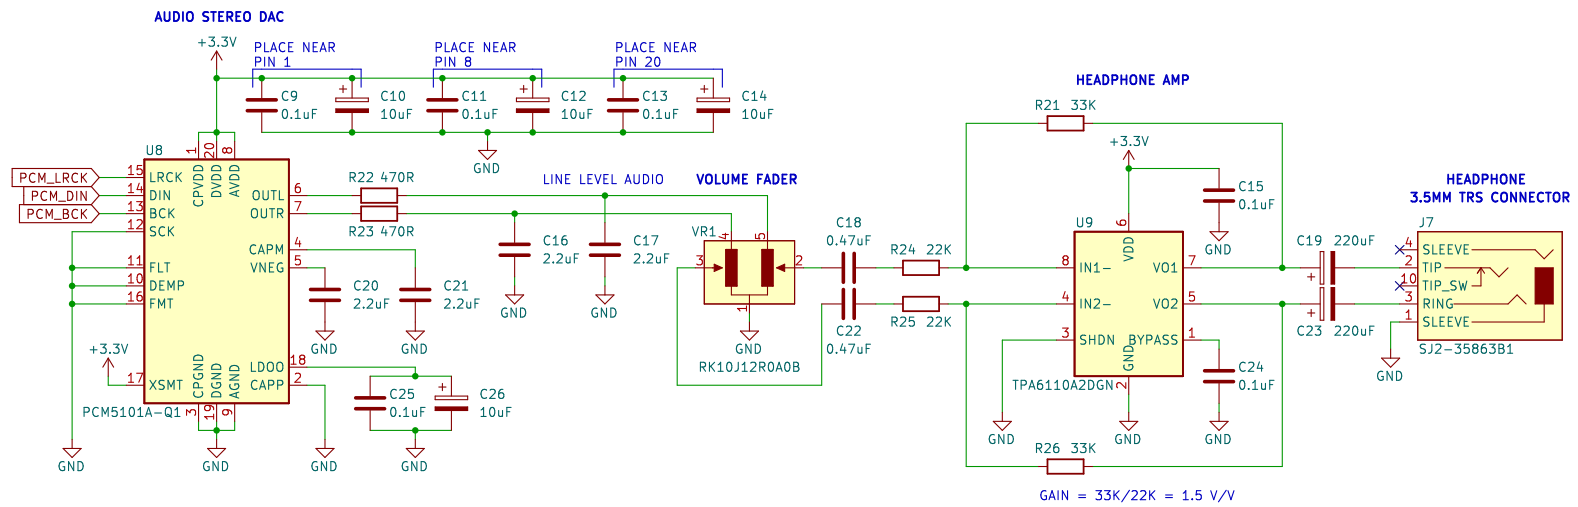 AUDIO STEREO DAC
+3.3V
PLACE NEAR
PIN 1
PLACE NEAR
PIN 8
PLACE NEAR
PIN 20
C9
0.1uF
C10
10uF
C11
0.1uF
C12
10uF
C13
0.1uF
C14
10uF
+
+
+
GND
U8
1
20
8
CPVDD
DVDD
AVDD
PCM_LRCK
15
LRCK
PCM_DIN
14
DIN
PCM_BCK
13
BCK
12
SCK
11
FLT
10
DEMP
16
FMT
+3.3V
17
XSMT
PCM5101A-Q1
CPGND
DGND
AGND
3
19
9
OUTL
6
OUTR
7
CAPM
4
VNEG
5
LDOO
18
CAPP
2
GND
GND
GND
GND
R22 470R
R23 470R
LINE LEVEL AUDIO
C16
2.2uF
GND
C17
2.2uF
GND
C20
2.2uF
GND
C21
2.2uF
GND
C25
0.1uF
+
C26
10uF
VOLUME FADER
VR1
4
5
3
2
1
GND
RK10J12R0A0B
C18
0.47uF
C22
0.47uF
R24 22K
R25 22K
HEADPHONE AMP
R21 33K
+3.3V
C15
0.1uF
GND
U9
6
VDD
8
IN1-
4
IN2-
3
SHDN
VO1
7
VO2
5
BYPASS
1
GND
2
TPA6110A2DGN
GND
GND
C24
0.1uF
GND
R26 33K
GAIN = 33K/22K = 1.5 V/V
C19 220uF
+
+
C23 220uF
HEADPHONE
3.5MM TRS CONNECTOR
J7
4
SLEEVE
2
TIP
10
TIP_SW
3
RING
1
SLEEVE
SJ2-35863B1
GND